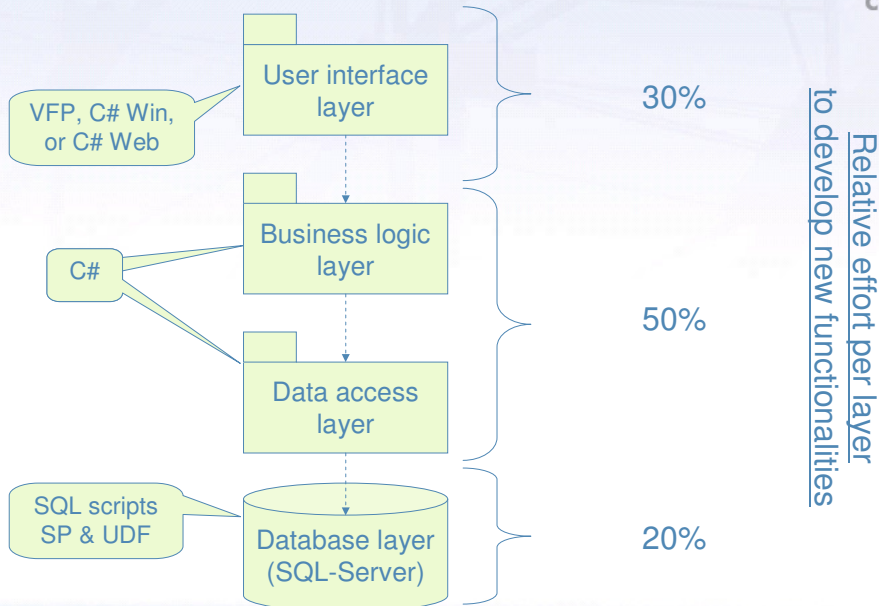 User interface
layer
VFP, C# Win,
or C# Web
30%
Business logic
layer
C#
50%
Data access
layer
SQL scripts
SP & UDF
Database layer
(SQL-Server)
20%
Relative effort per layer
to develop new functionalities